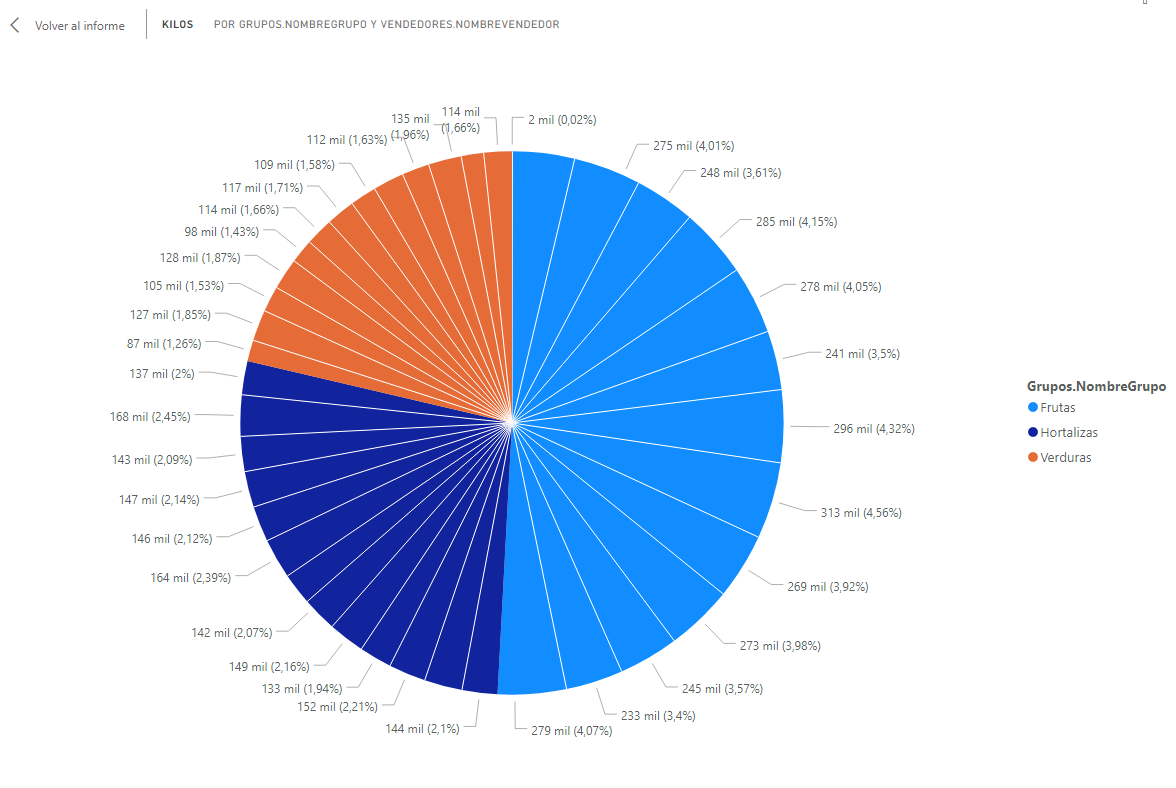 Volver al informe
KILOS
POR GRUPOS.NOMBREGRUPO Y VENDEDORES.NOMBREVENDEDOR
2 mil (0,02%)
275 mil (4,01%)
248 mil (3,61%)
285 mil (4,15%)
278 mil (4,05%)
241 mil (3,5%)
296 mil (4,32%)
313 mil (4,56%)
269 mil (3,92%)
273 mil (3,98%)
245 mil (3,57%)
233 mil (3,4%)
279 mil (4,07%)
144 mil (2,1%)
152 mil (2,21%)
133 mil (1,94%)
149 mil (2,16%)
142 mil (2,07%)
164 mil (2,39%)
146 mil (2,12%)
147 mil (2,14%)
143 mil (2,09%)
168 mil (2,45%)
137 mil (2%)
87 mil (1,26%)
127 mil (1,85%)
105 mil (1,53%)
128 mil (1,87%)
98 mil (1,43%)
114 mil (1,66%)
117 mil (1,71%)
109 mil (1,58%)
112 mil (1,63%)
135 mil
(1,96%)
114 mil
(1,66%)
Grupos.NombreGrupo
Frutas
Hortalizas
Verduras